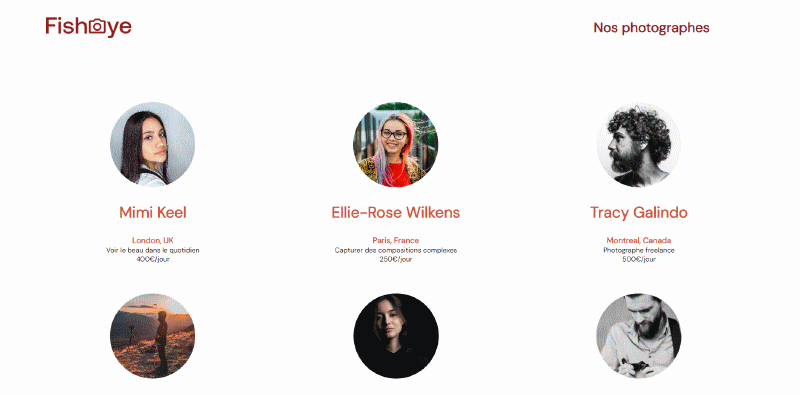 Fisheye
Nos photographes
Mimi Keel
London, UK
Voir le beau dans le quotidien
400€/jour
Ellie-Rose Wilkens
Paris, France
Capturer des compositions complexes
250€/jour
Tracy Galindo
Montreal, Canada
Photographe freelance
500€/jour